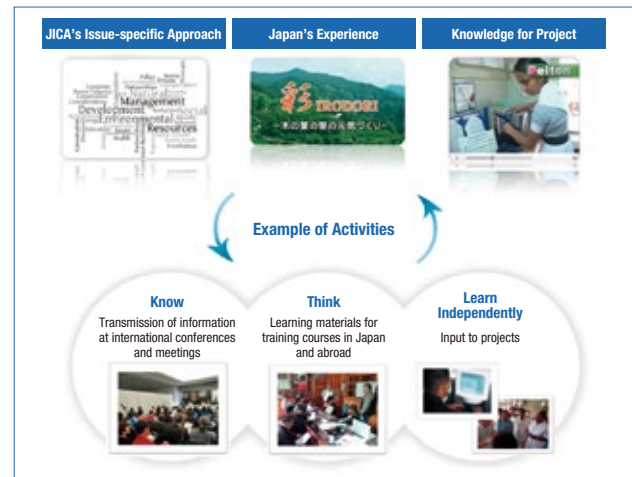 JICA's Issue-specific Approach
Japan's Experience
Knowledge for Project
Management
Development
Environmental
Resources
彩 IRODORI
Example of Activities
Know
Transmission of information
at international conferences
and meetings
Think
Learning materials for
training courses in Japan
and abroad
Learn
Independently
Input to projects